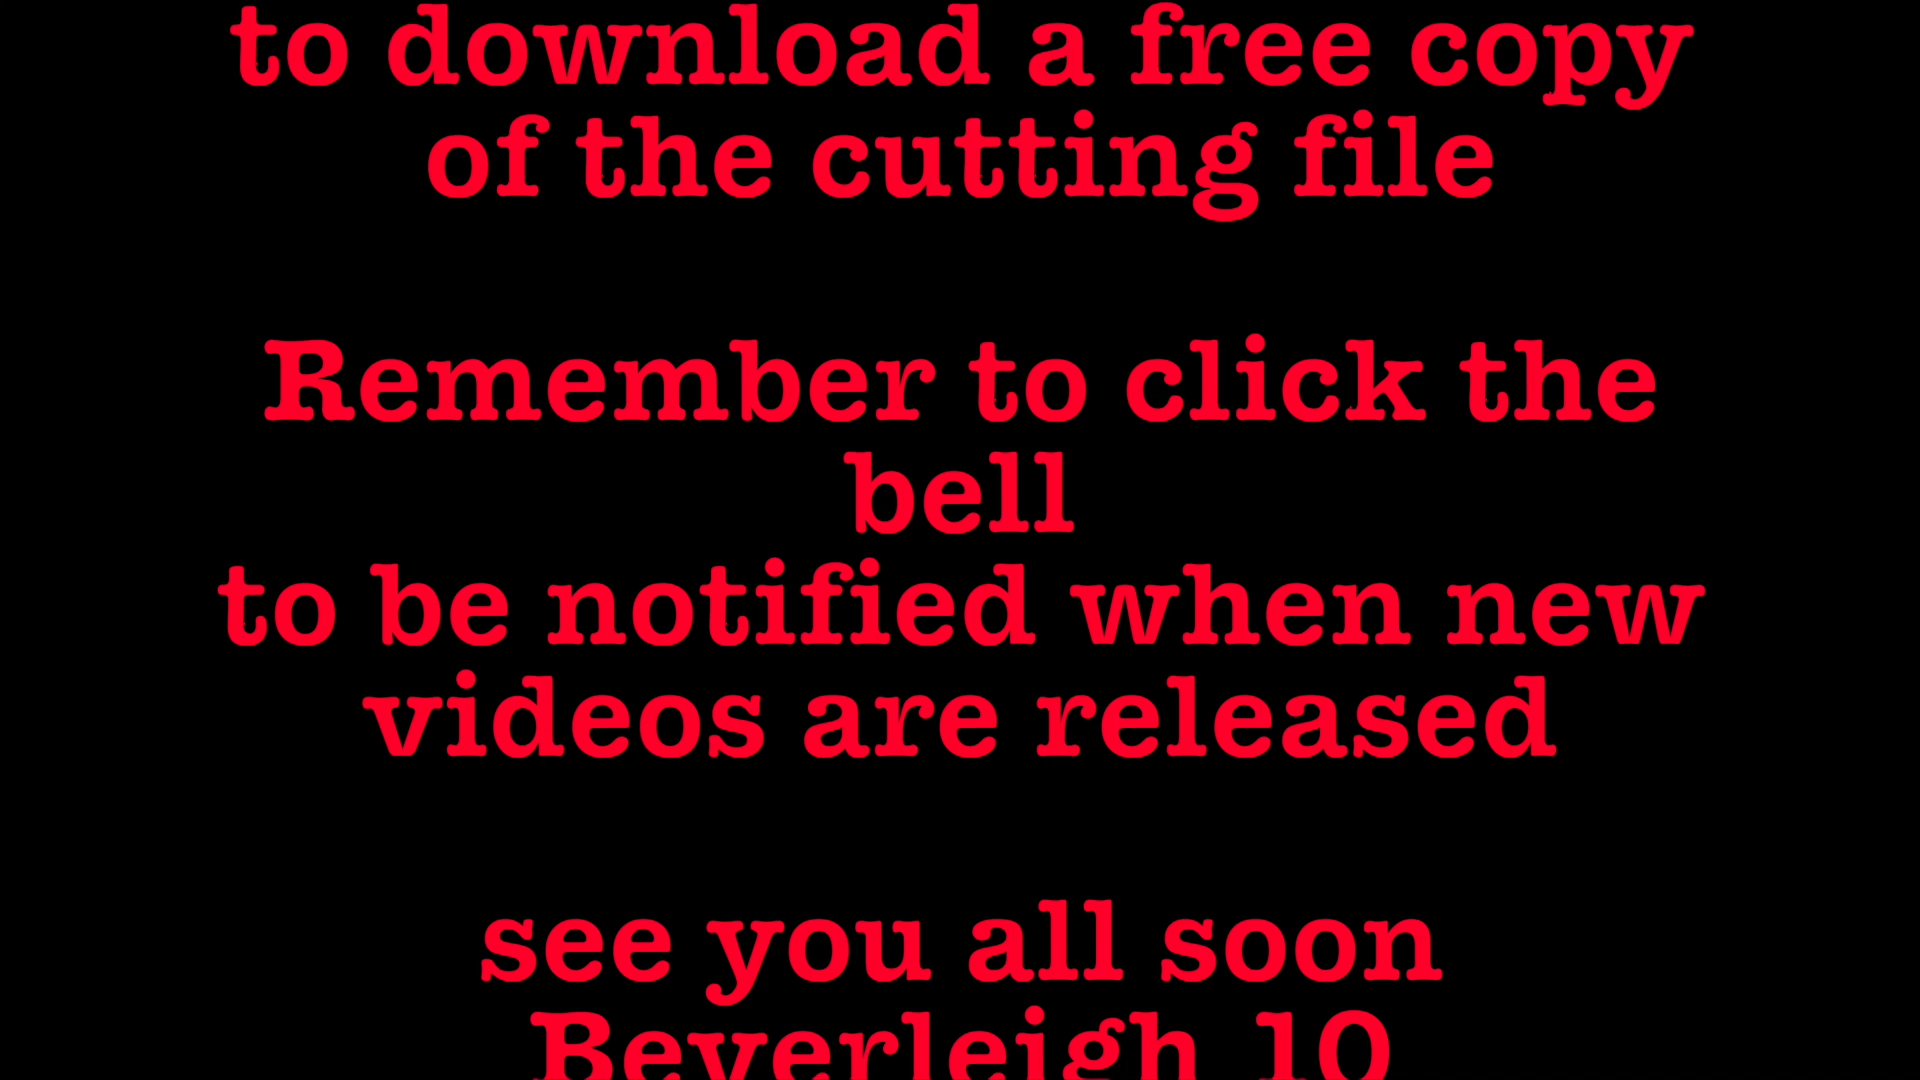 to download a free copy
of the cutting file
Remember to click the
bell
to be notified when new
videos are released
see you all soon
Beverleigh 10